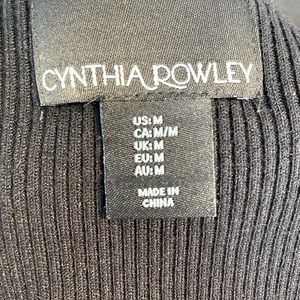 CYNTHIA ROWLEY
US: M
CA: M/M
UK: M
EU: M
AU: M
MADE IN
CHINA